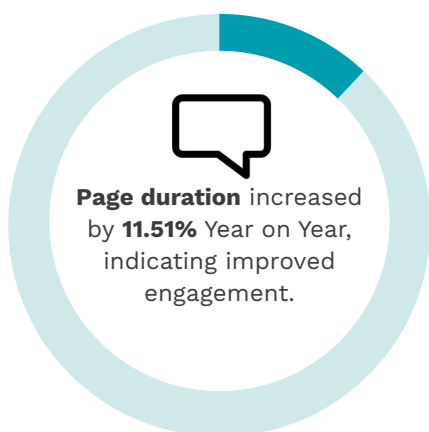 Page duration increased
by 11.51% Year on Year,
indicating improved
engagement.